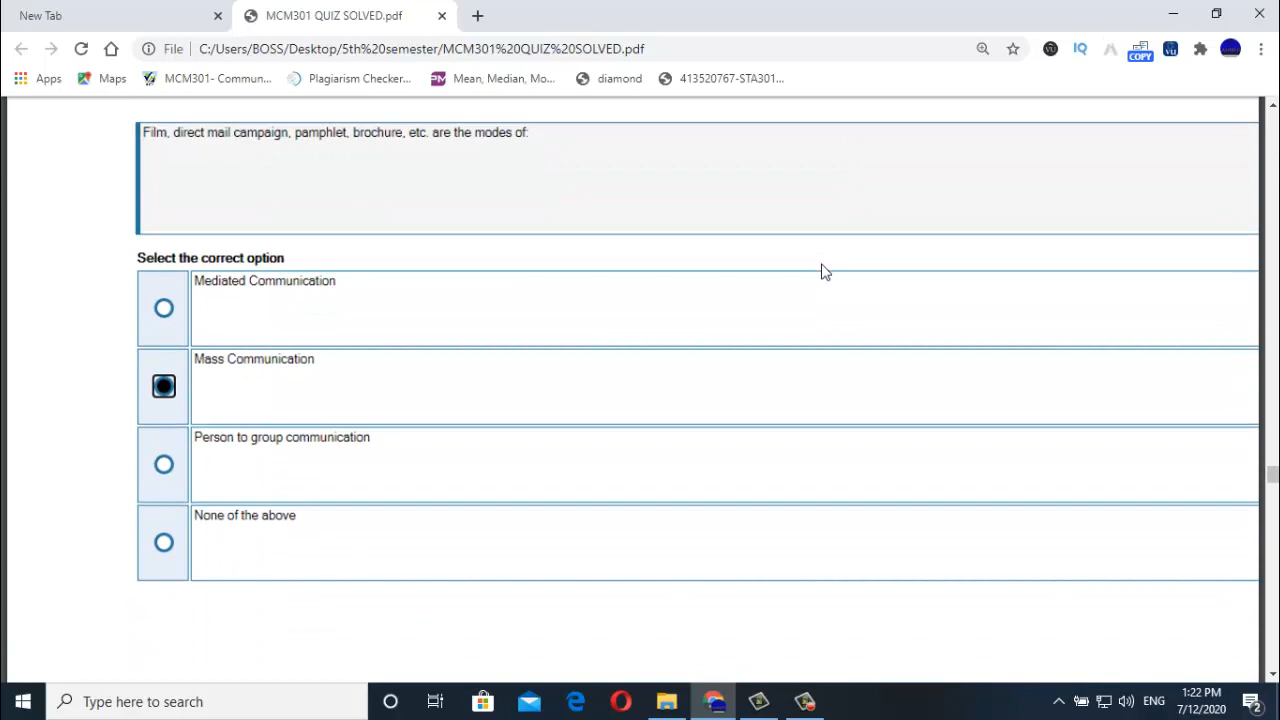 New Tab
MCM301 QUIZ SOLVED.pdf
File C:/Users/BOSS/Desktop/5th%20semester/MCM301%20QUIZ%20SOLVED.pdf
IQ
vu
COPY
Apps
Maps
MCM301- Commun...
Plagiarism Checker...
PM
Mean, Median, Mo...
diamond
413520767-STA301...
Film, direct mail campaign, pamphlet, brochure, etc. are the modes of:
Select the correct option
Mediated Communication
Mass Communication
Person to group communication
None of the above
Type here to search
ENG
1:22 PM
7/12/2020
2